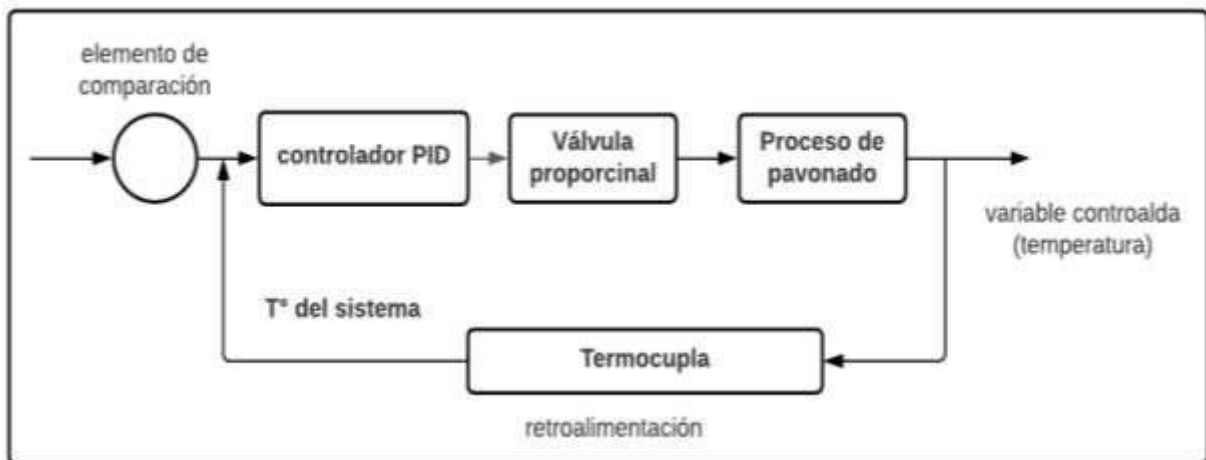 elemento de
comparación
controlador PID
Válvula
proporcinal
Proceso de
pavonado
variable controalda
(temperatura)
T° del sistema
Termocupla
retroalimentación